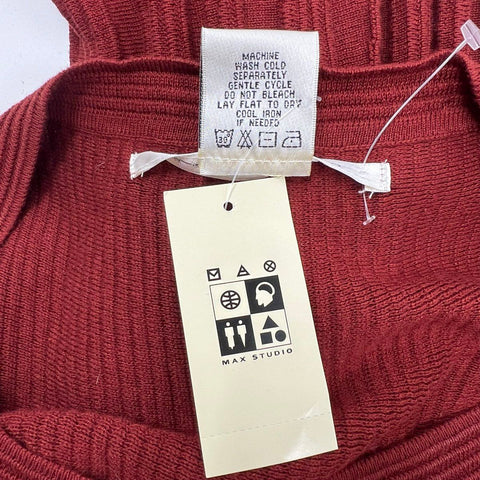 MACHINE
WASH COLD
SEPARATELY
GENTLE CYCLE
DO NOT BLEACH
LAY FLAT TO DRY
COOL IRON
IF NEEDED
30
MAX STUDIO